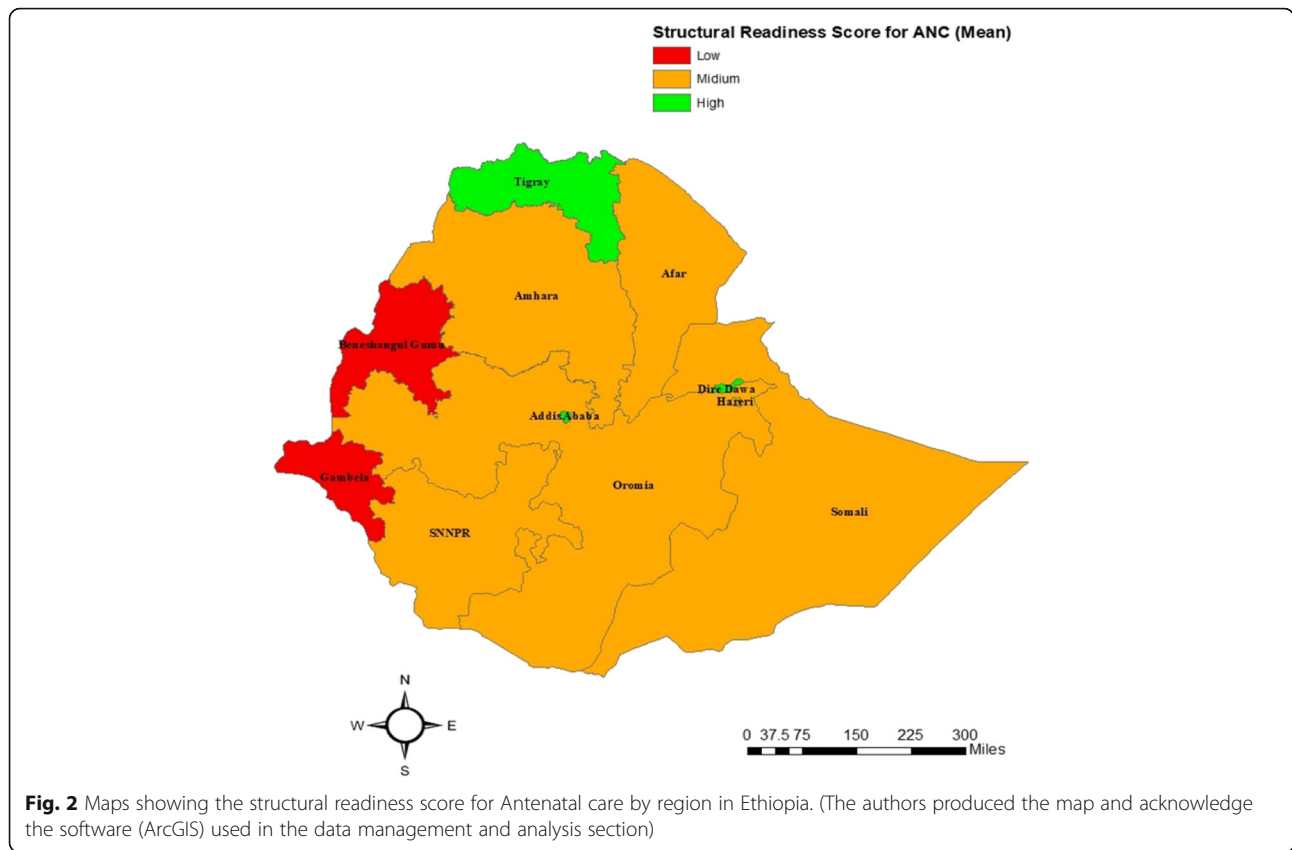 Structural Readiness Score for ANC (Mean)
Low
Midium
High
Tigray
Afar
Amhara
Beneshangul Gumu
Dire Dawa
Hareri
Addis Ababa
Gambela
Oromia
Somali
SNNPR
N
W E
S
0 37.5 75 150 225 300
Miles
Fig. 2 Maps showing the structural readiness score for Antenatal care by region in Ethiopia. (The authors produced the map and acknowledge
the software (ArcGIS) used in the data management and analysis section)